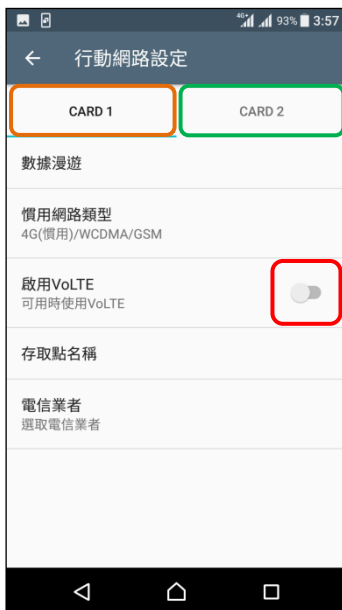 4G+ 93% 3:57
行動網路設定
CARD 1 CARD 2
數據漫遊
慣用網路類型
4G(慣用)/WCDMA/GSM
啟用VoLTE
可用時使用VoLTE
存取點名稱
電信業者
選取電信業者